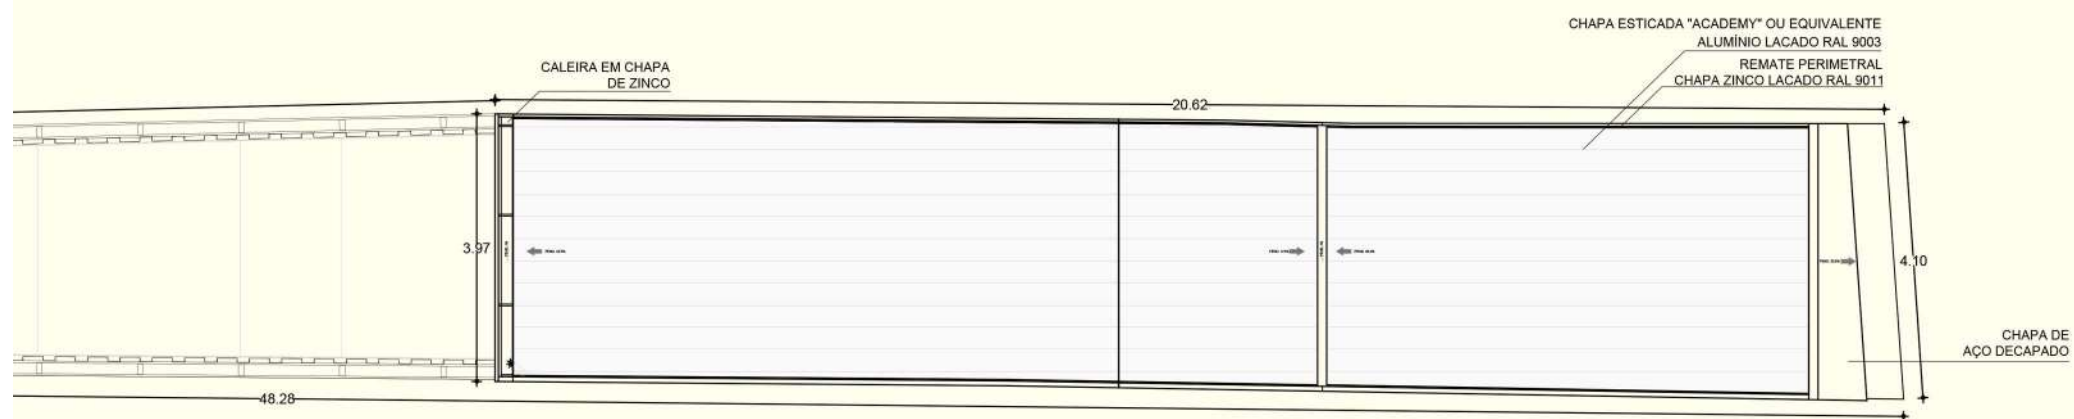 CHAPA ESTICADA "ACADEMY" OU EQUIVALENTE
ALUMÍNIO LACADO RAL 9003
REMATE PERIMETRAL
CHAPA ZINCO LACADO RAL 9011
CALEIRA EM CHAPA
DE ZINCO
20.62
3.97
4.10
CHAPA DE
AÇO DECAPADO
48.28